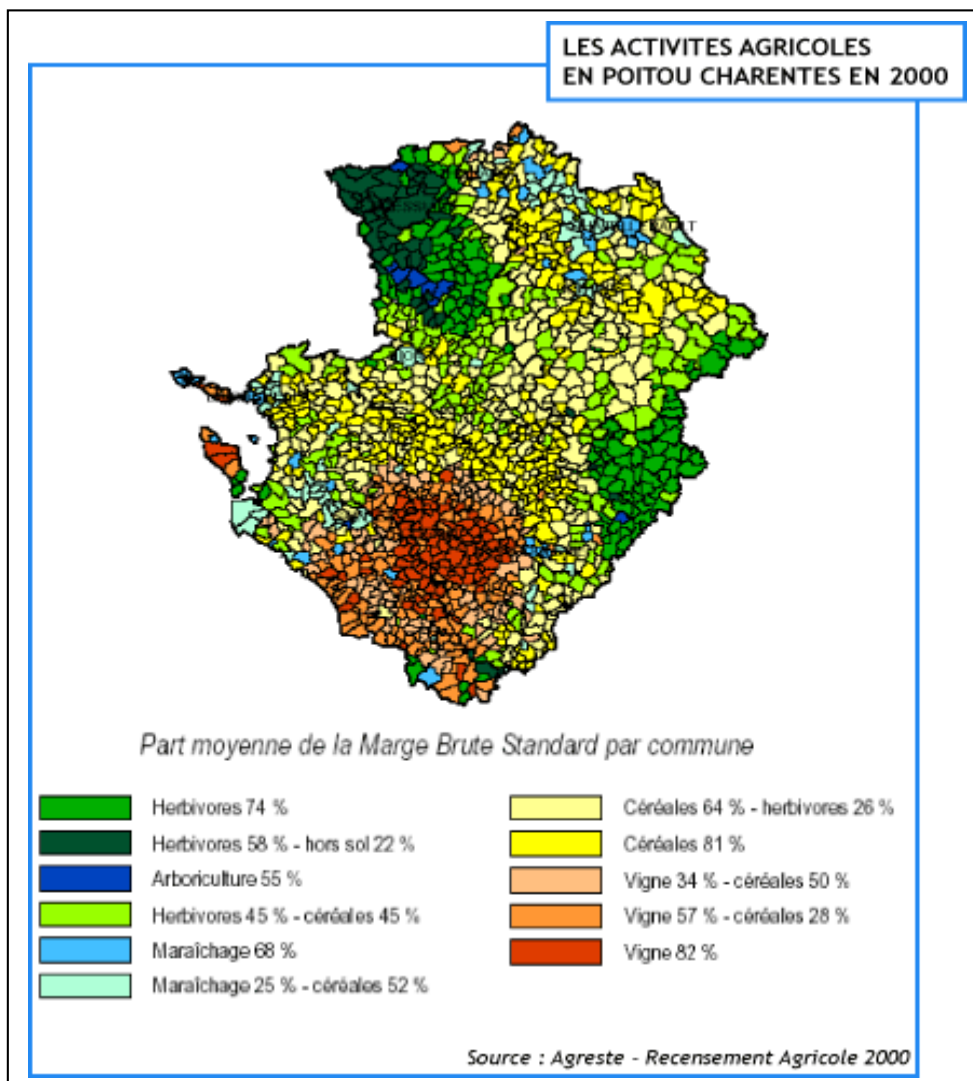 LES ACTIVITES AGRICOLES
EN POITOU CHARENTES EN 2000
Part moyenne de la Marge Brute Standard par commune
Herbivores 74 %
Herbivores 58 % - hors sol 22 %
Arboriculture 55 %
Herbivores 45 % - céréales 45 %
Maraîchage 68 %
Maraîchage 25 % - céréales 52 %
Céréales 64 % - herbivores 26 %
Céréales 81 %
Vigne 34 % - céréales 50 %
Vigne 57 % - céréales 28 %
Vigne 82 %
Source : Agreste - Recensement Agricole 2000